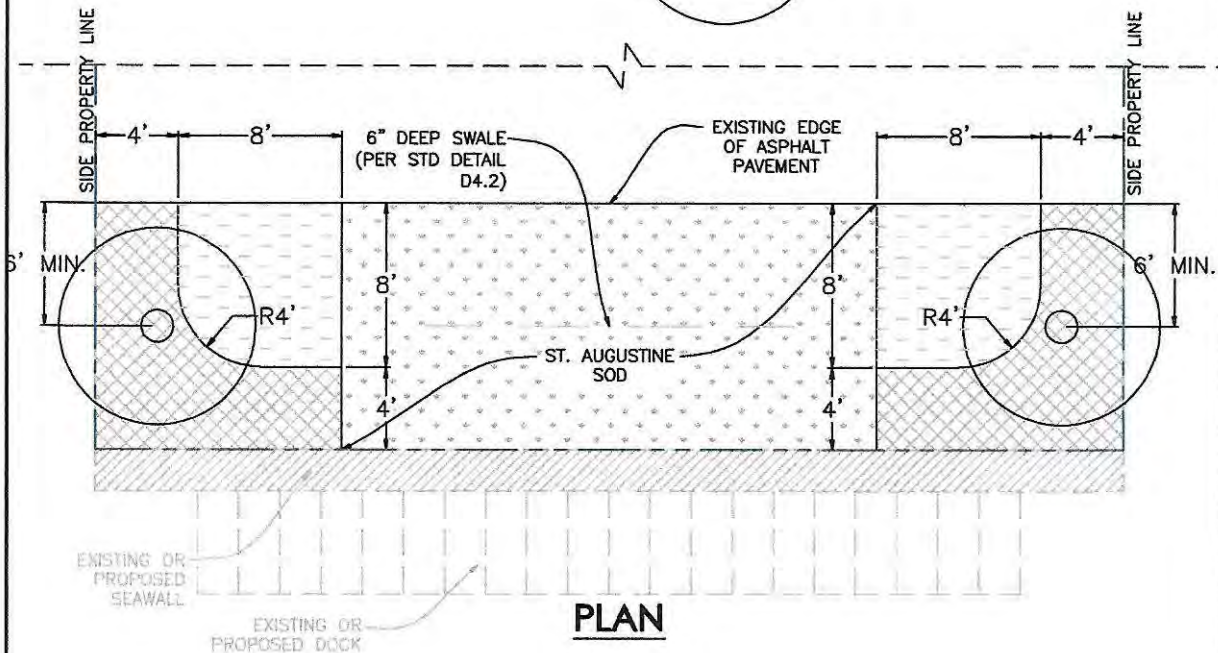 SIDE PROPERTY LINE
SIDE PROPERTY LINE
4'
8'
6" DEEP SWALE
(PER STD DETAIL
D4.2)
EXISTING EDGE
OF ASPHALT
PAVEMENT
8'
4'
6' MIN.
8'
8'
6' MIN.
R4'
R4'
ST. AUGUSTINE
SOD
4'
4'
EXISTING OR
PROPOSED
SEAWALL
EXISTING OR
PROPOSED DOCK
PLAN